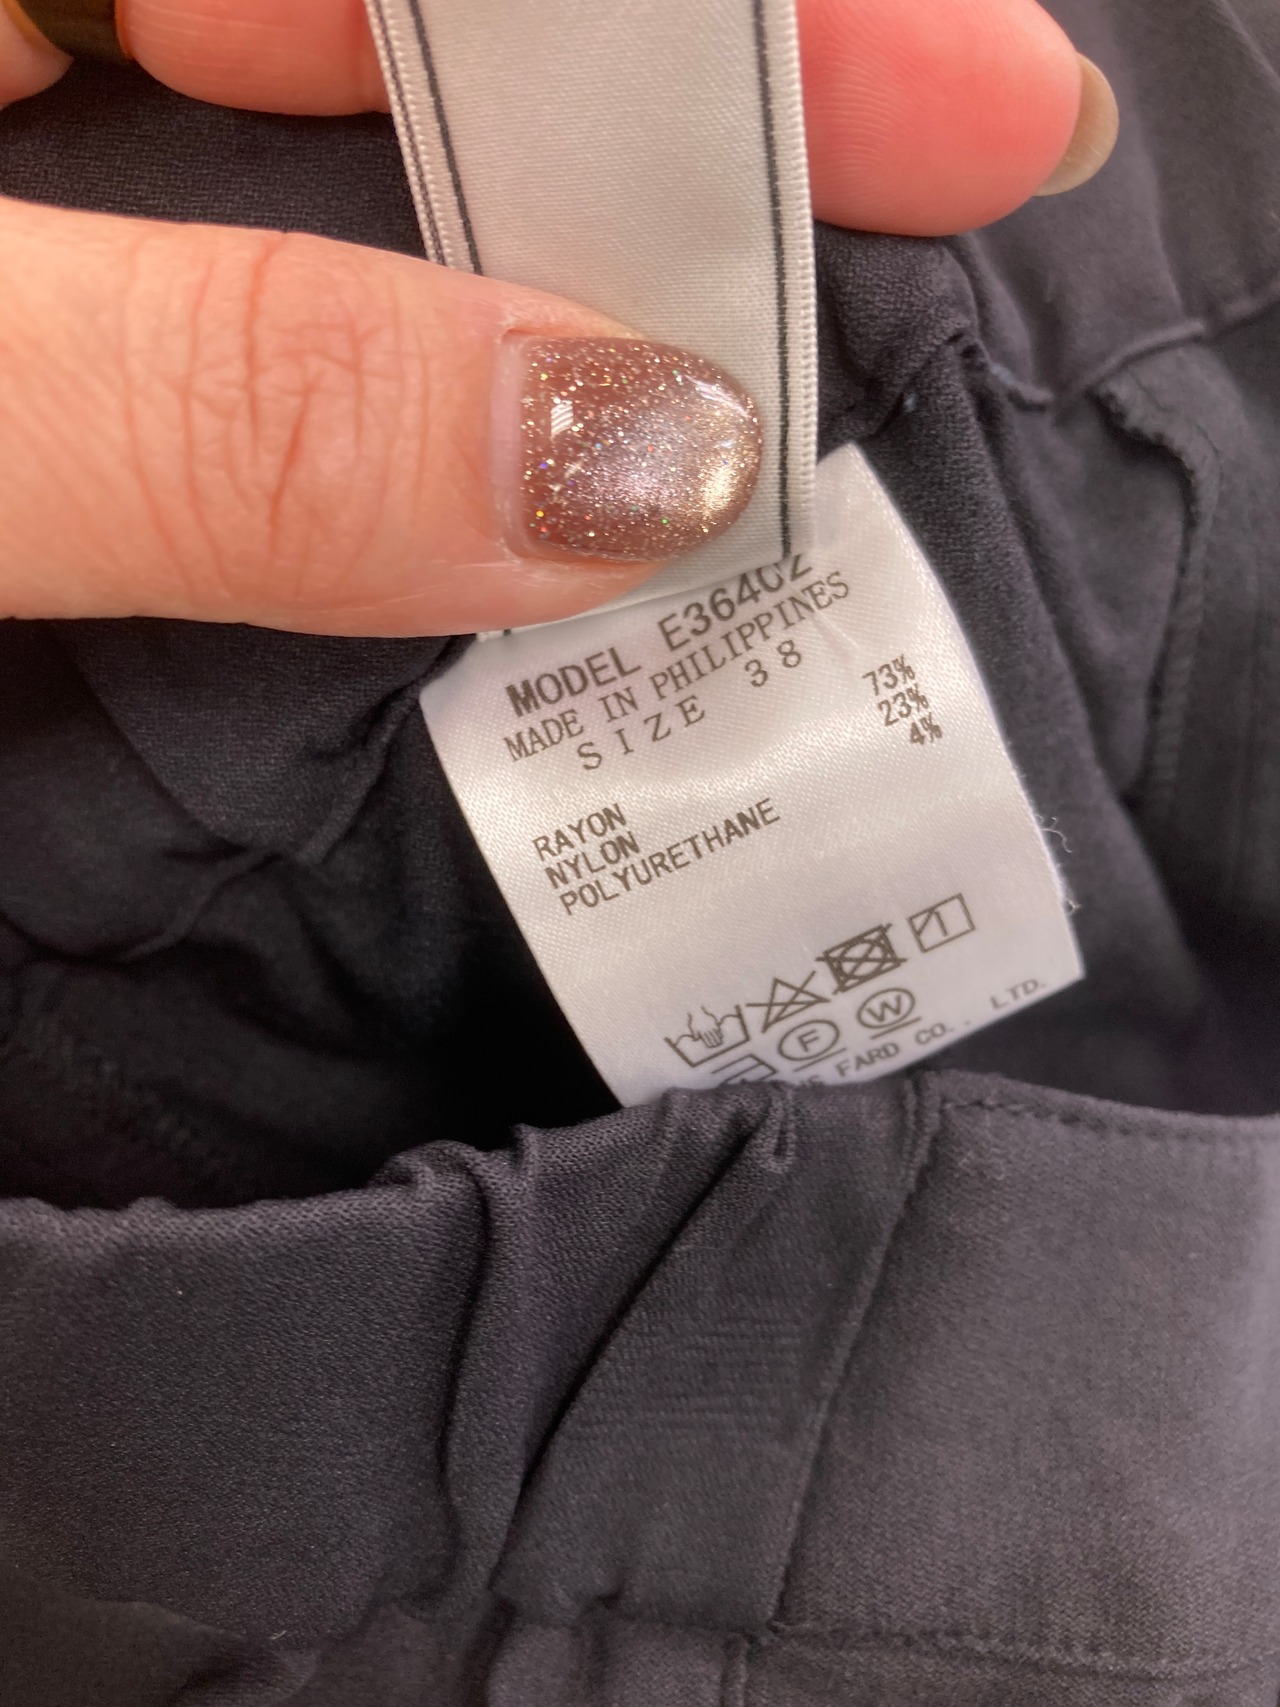 MODEL E36402
MADE IN PHILIPPINES
SIZE 38
RAYON 73%
NYLON 23%
POLYURETHANE 4%
F W
FARD CO., LTD.